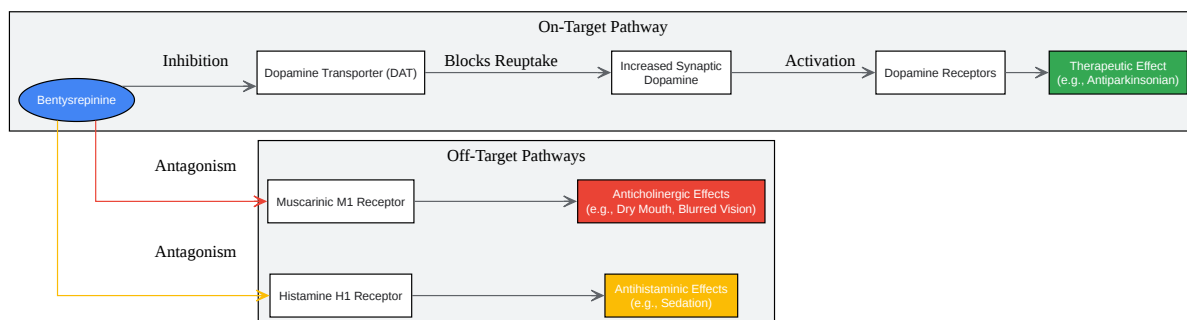 On-Target Pathway
Inhibition
Blocks Reuptake
Activation
Bentysrepinine
Dopamine Transporter (DAT)
Increased Synaptic
Dopamine
Dopamine Receptors
Therapeutic Effect
(e.g., Antiparkinsonian)
Off-Target Pathways
Antagonism
Muscarinic M1 Receptor
Anticholinergic Effects
(e.g., Dry Mouth, Blurred Vision)
Antagonism
Histamine H1 Receptor
Antihistaminic Effects
(e.g., Sedation)